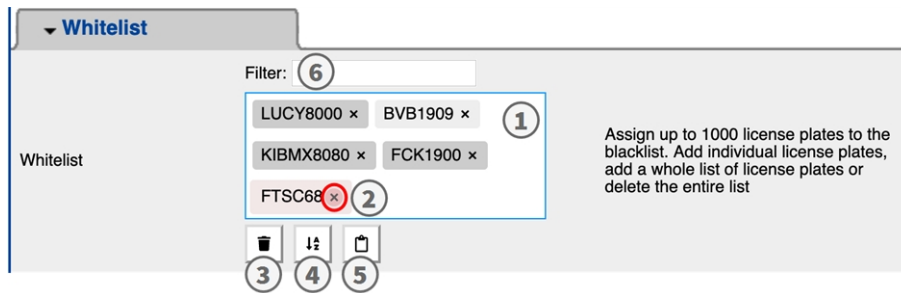 Whitelist
Filter: 6
LUCY8000 × BVB1909 × 1
Whitelist
KIBMX8080 × FCK1900 ×
FTSC68 × 2
Assign up to 1000 license plates to the
blacklist. Add individual license plates,
add a whole list of license plates or
delete the entire list
3 4 5